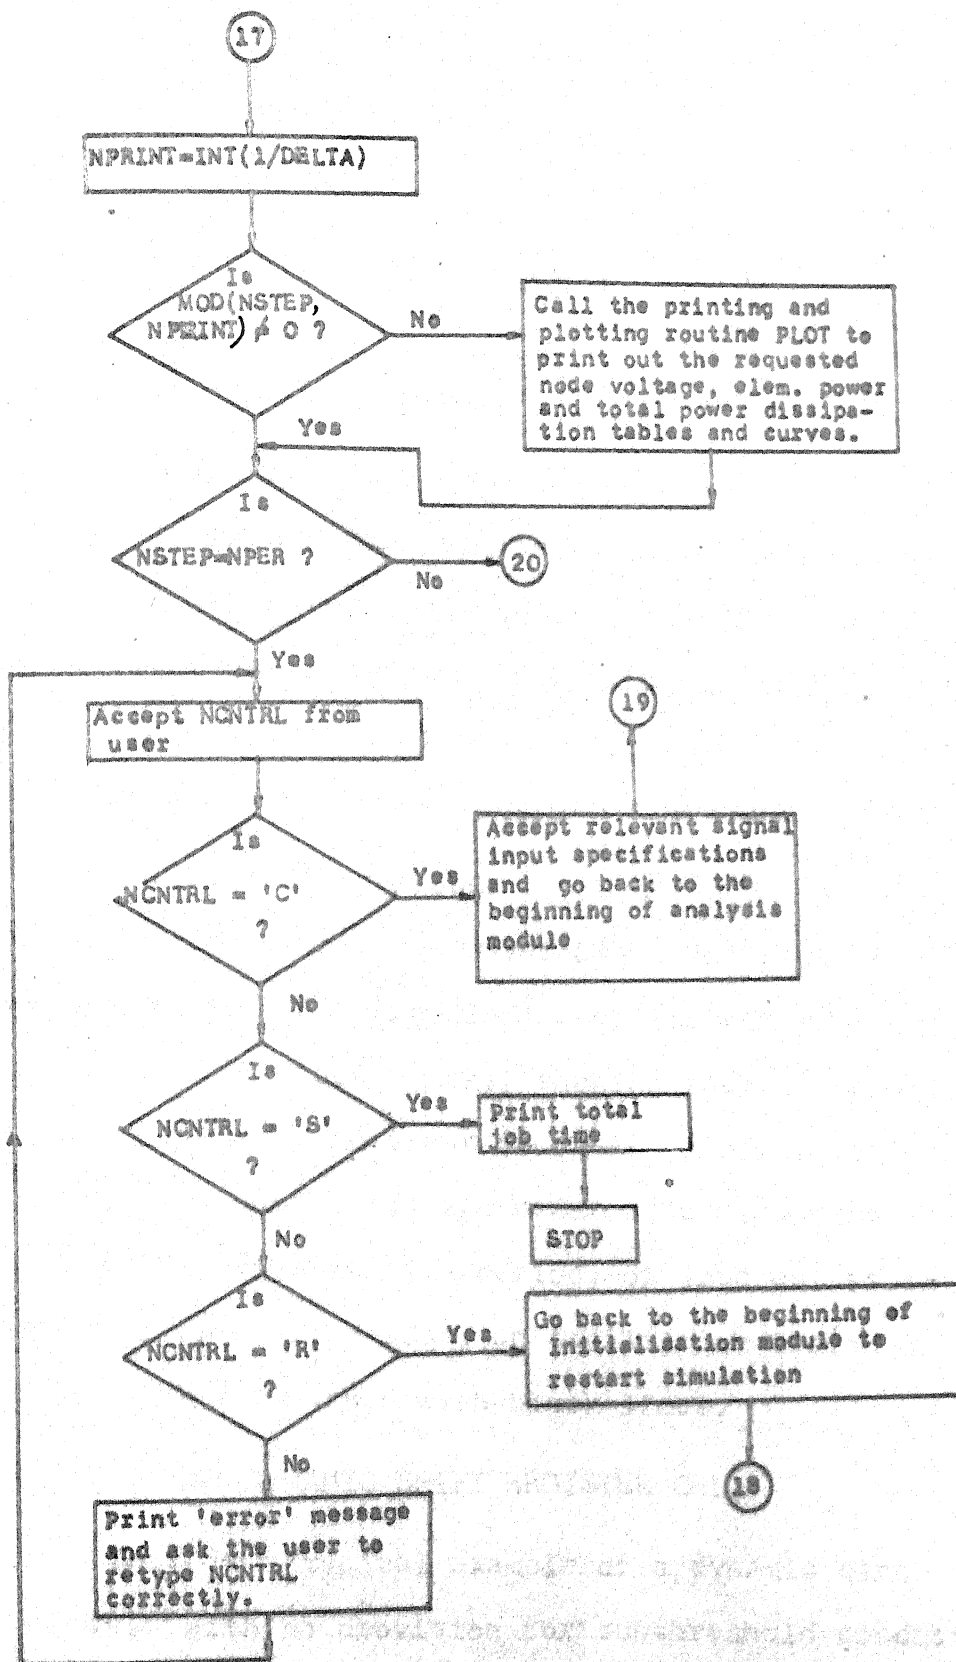 17
NPRINT=INT(1/DELTA)
Is
MOD(NSTEP,
NPRINT) ≠ 0 ?
No
Call the printing and
plotting routine PLOT to
print out the requested
node voltage, elem. power
and total power dissipa-
tion tables and curves.
Yes
Is
NSTEP=NPER ?
No
20
Yes
Accept NCNTRL from
user
19
Is
NCNTRL = 'C'
?
Yes
Accept relevant signal
input specifications
and go back to the
beginning of analysis
module
No
Is
NCNTRL = 'S'
?
Yes
Print total
job time
STOP
No
Is
NCNTRL = 'R'
?
Yes
Go back to the beginning of
Initialisation module to
restart simulation
18
No
Print 'error' message
and ask the user to
retype NCNTRL
correctly.